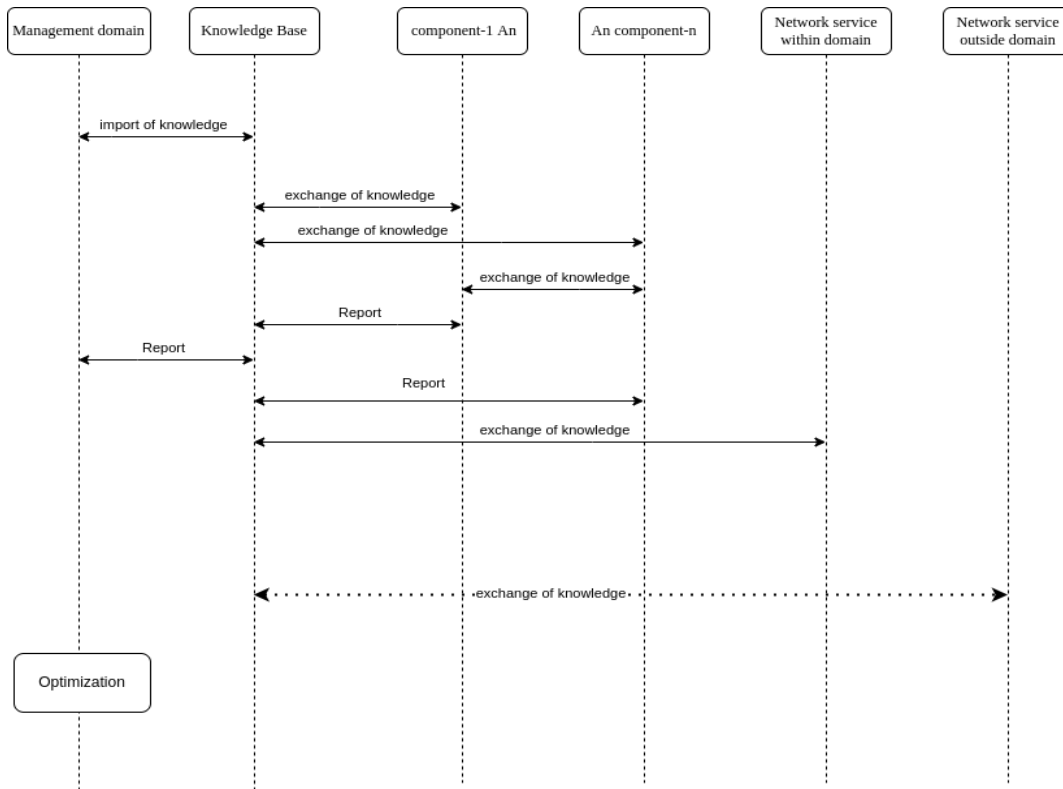 Management domain
Knowledge Base
component-1 An
An component-n
Network service
within domain
Network service
outside domain
import of knowledge
exchange of knowledge
exchange of knowledge
exchange of knowledge
Report
Report
Report
exchange of knowledge
exchange of knowledge
Optimization